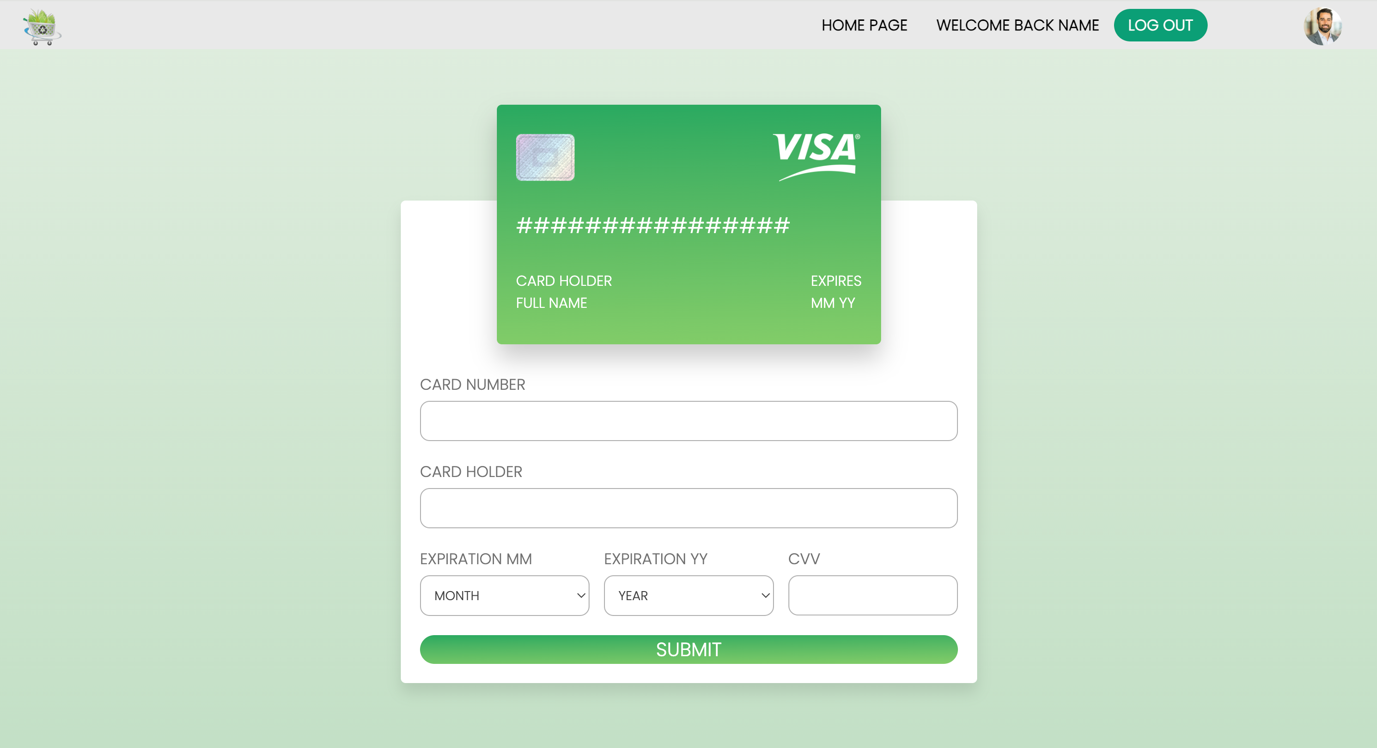 HOME PAGE
WELCOME BACK NAME
LOG OUT
VISA®
################
CARD HOLDER
EXPIRES
FULL NAME
MM YY
CARD NUMBER
CARD HOLDER
EXPIRATION MM
EXPIRATION YY
CVV
MONTH
YEAR
SUBMIT